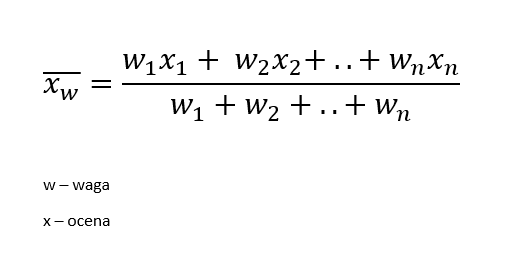 x̄_w = (w₁x₁ + w₂x₂ + . . + wₙxₙ) / (w₁ + w₂ + . . + wₙ)
w – waga
x – ocena